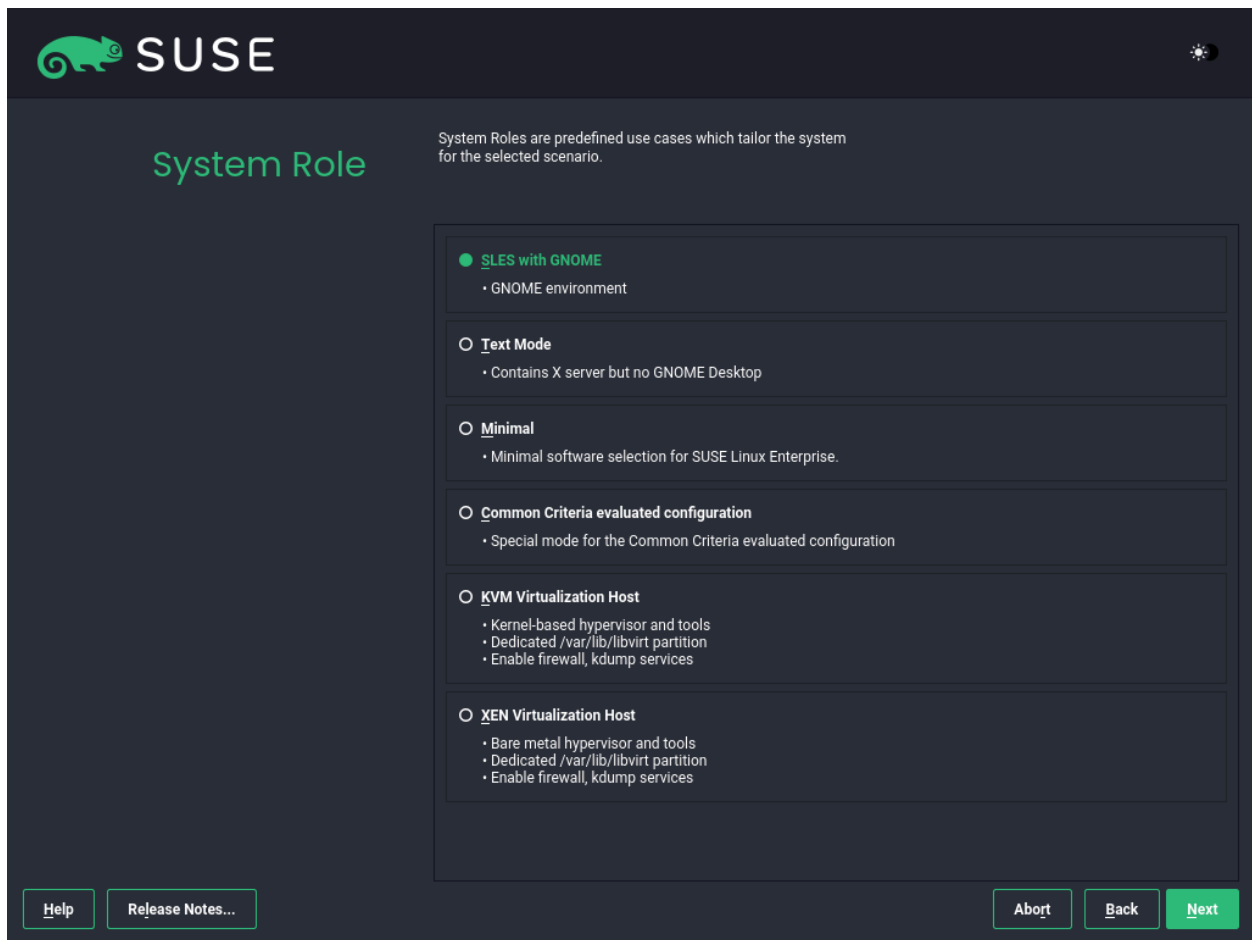 SUSE
System Role
System Roles are predefined use cases which tailor the system
for the selected scenario.
SLES with GNOME
• GNOME environment
Text Mode
• Contains X server but no GNOME Desktop
Minimal
• Minimal software selection for SUSE Linux Enterprise.
Common Criteria evaluated configuration
• Special mode for the Common Criteria evaluated configuration
KVM Virtualization Host
• Kernel-based hypervisor and tools
• Dedicated /var/lib/libvirt partition
• Enable firewall, kdump services
XEN Virtualization Host
• Bare metal hypervisor and tools
• Dedicated /var/lib/libvirt partition
• Enable firewall, kdump services
Help Release Notes... Abort Back Next